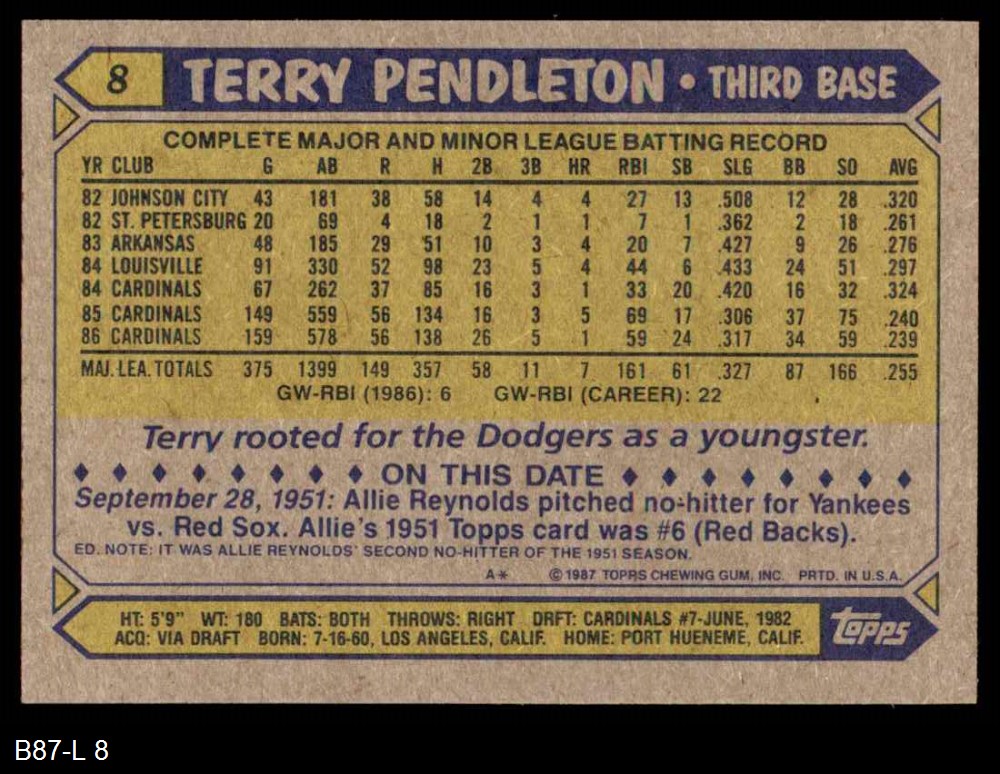 8 TERRY PENDLETON • THIRD BASE
COMPLETE MAJOR AND MINOR LEAGUE BATTING RECORD
YR CLUB G AB R H 2B 3B HR RBI SB SLG BB SO AVG
82 JOHNSON CITY 43 181 38 58 14 4 4 27 13 .508 12 28 .320
82 ST. PETERSBURG 20 69 4 18 2 1 1 7 1 .362 2 18 .261
83 ARKANSAS 48 185 29 51 10 3 4 20 7 .427 9 26 .276
84 LOUISVILLE 91 330 52 98 23 5 4 44 6 .433 24 51 .297
84 CARDINALS 67 262 37 85 16 3 1 33 20 .420 16 32 .324
85 CARDINALS 149 559 56 134 16 3 5 69 17 .306 37 75 .240
86 CARDINALS 159 578 56 138 26 5 1 59 24 .317 34 59 .239
MAJ. LEA. TOTALS 375 1399 149 357 58 11 7 161 61 .327 87 166 .255
GW-RBI (1986): 6 GW-RBI (CAREER): 22
Terry rooted for the Dodgers as a youngster.
♦ ♦ ♦ ♦ ♦ ♦ ♦ ♦ ON THIS DATE ♦ ♦ ♦ ♦ ♦ ♦ ♦ ♦
September 28, 1951: Allie Reynolds pitched no-hitter for Yankees
vs. Red Sox. Allie's 1951 Topps card was #6 (Red Backs).
ED. NOTE: IT WAS ALLIE REYNOLDS' SECOND NO-HITTER OF THE 1951 SEASON.
A* © 1987 TOPPS CHEWING GUM, INC. PRTD. IN U.S.A.
HT: 5'9" WT: 180 BATS: BOTH THROWS: RIGHT DRFT: CARDINALS #7-JUNE, 1982
ACQ: VIA DRAFT BORN: 7-16-60, LOS ANGELES, CALIF. HOME: PORT HUENEME, CALIF.
topps
B87-L 8